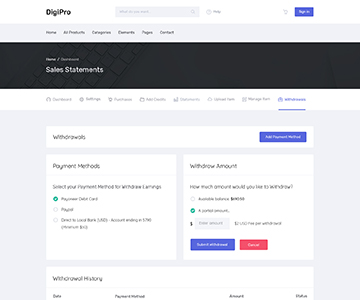 DigiPro
what are you looking for?
Help
Sign In
Home All Products Categories Elements Pages Contact
Home / Dashboard
Sales Statements
Dashboard Settings Purchases Add Credits Statements Upload Item Manage Item Withdrawals
Withdrawals
Add Payment Method
Payment Methods
Select your Payment Method for Withdraw Earnings
Payoneer Debit Card
Paypal
Direct to Local Bank (USD) - Account ending in 5790
(Minimum $50)
Withdraw Amount
How much amount would you like to Withdraw?
Available balance:
A partial amount...
$ Enter Amount $2 USD Fee per withdrawal!
Submit Withdrawal Cancel
Withdrawal History
Date Payment Method Amount Status